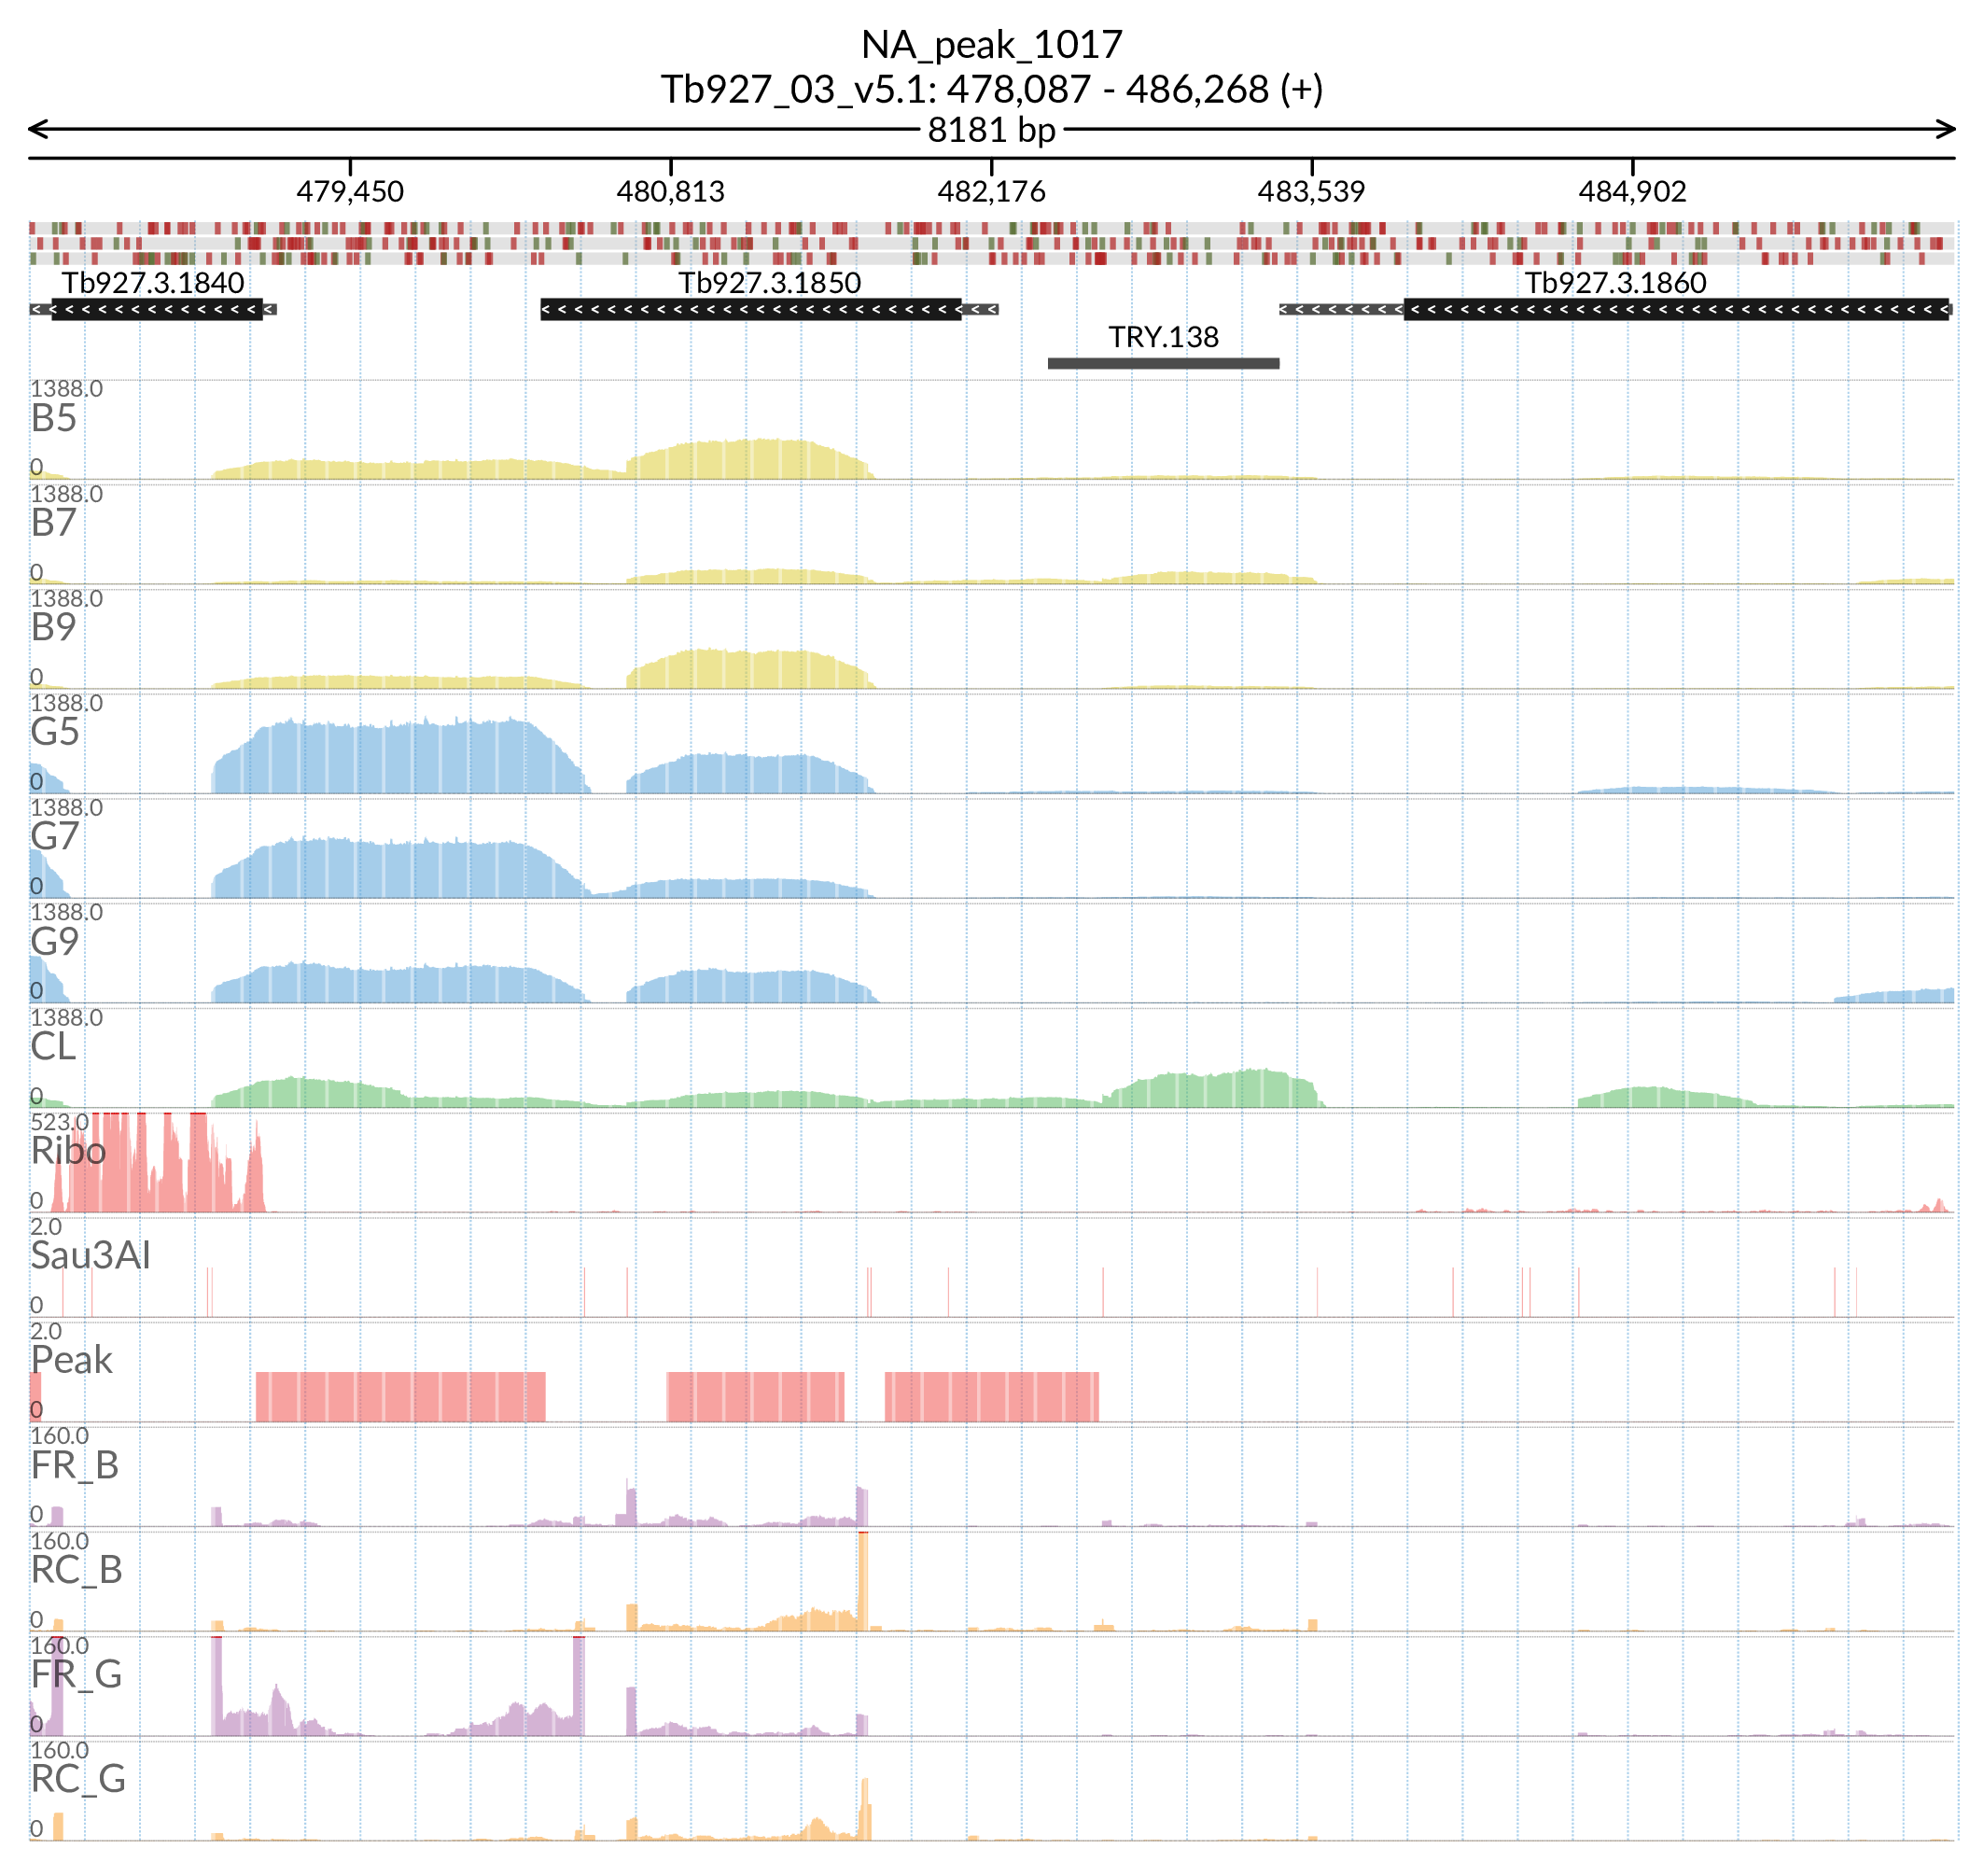 NA_peak_1017
Tb927_03_v5.1: 478,087 - 486,268 (+)
8181 bp
479,450 480,813 482,176 483,539 484,902
Tb927.3.1840 Tb927.3.1850 Tb927.3.1860
TRY.138
1388.0
B5
0
1388.0
B7
0
1388.0
B9
0
1388.0
G5
0
1388.0
G7
0
1388.0
G9
0
1388.0
CL
0
523.0
Ribo
0
2.0
Sau3AI
0
2.0
Peak
0
160.0
FR_B
0
160.0
RC_B
0
160.0
FR_G
0
160.0
RC_G
0